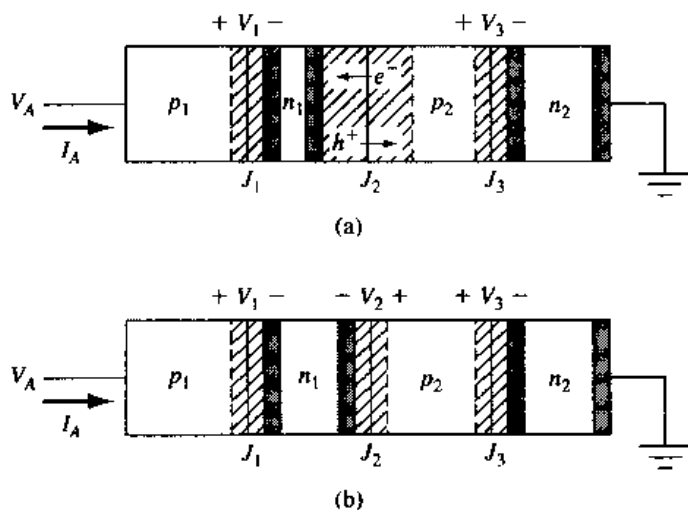 + V₁ − + V₃ −
V_A p₁ n₁ e⁻ p₂ n₂
I_A h⁺
J₁ J₂ J₃
(a)
+ V₁ − − V₂ + + V₃ −
V_A p₁ n₁ p₂ n₂
I_A
J₁ J₂ J₃
(b)